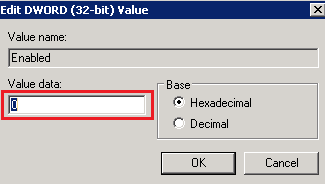 Edit DWORD (32-bit) Value
Value name:
Enabled
Value data:
0
Base
Hexadecimal
Decimal
OK
Cancel